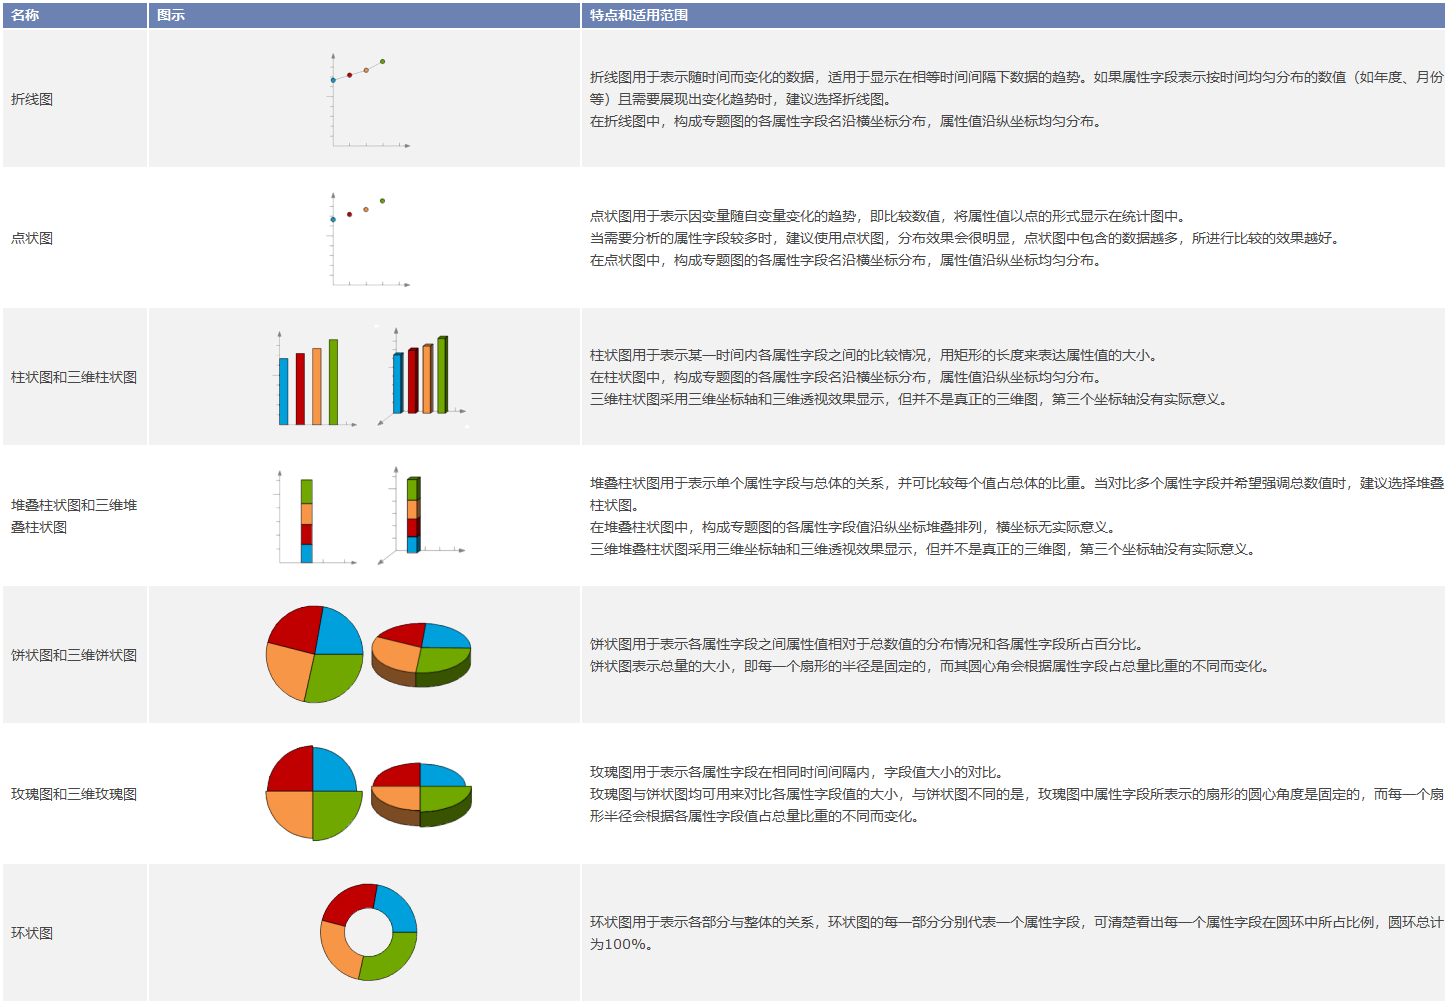 名称 图示 特点和适用范围
折线图
折线图用于表示随时间而变化的数据，适用于显示在相等时间间隔下数据的趋势。如果属性字段表示按时间均匀分布的数值（如年度、月份
等）且需要展现出变化趋势时，建议选择折线图。
在折线图中，构成专题图的各属性字段名沿横坐标分布，属性值沿纵坐标均匀分布。
点状图
点状图用于表示因变量随自变量变化的趋势，即比较数值，将属性值以点的形式显示在统计图中。
当需要分析的属性字段较多时，建议使用点状图，分布效果会很明显，点状图中包含的数据越多，所进行比较的效果越好。
在点状图中，构成专题图的各属性字段名沿横坐标分布，属性值沿纵坐标均匀分布。
柱状图和三维柱状图
柱状图用于表示某一时间内各属性字段之间的比较情况，用矩形的长度来表达属性值的大小。
在柱状图中，构成专题图的各属性字段名沿横坐标分布，属性值沿纵坐标均匀分布。
三维柱状图采用三维坐标轴和三维透视效果显示，但并不是真正的三维图，第三个坐标轴没有实际意义。
堆叠柱状图和三维堆
叠柱状图
堆叠柱状图用于表示单个属性字段与总体的关系，并可比较每个值占总体的比重。当对比多个属性字段并希望强调总数值时，建议选择堆叠
柱状图。
在堆叠柱状图中，构成专题图的各属性字段值沿纵坐标堆叠排列，横坐标无实际意义。
三维堆叠柱状图采用三维坐标轴和三维透视效果显示，但并不是真正的三维图，第三个坐标轴没有实际意义。
饼状图和三维饼状图
饼状图用于表示各属性字段之间属性值相对于总数值的分布情况和各属性字段所占百分比。
饼状图表示总量的大小，即每一个扇形的半径是固定的，而其圆心角会根据属性字段占总量比重的不同而变化。
玫瑰图和三维玫瑰图
玫瑰图用于表示各属性字段在相同时间间隔内，字段值大小的对比。
玫瑰图与饼状图均可用来对比各属性字段值的大小，与饼状图不同的是，玫瑰图中属性字段所表示的扇形的圆心角度是固定的，而每一个扇
形半径会根据各属性字段值占总量比重的不同而变化。
环状图
环状图用于表示各部分与整体的关系，环状图的每一部分分别代表一个属性字段，可清楚看出每一个属性字段在圆环中所占比例，圆环总计
为100%。